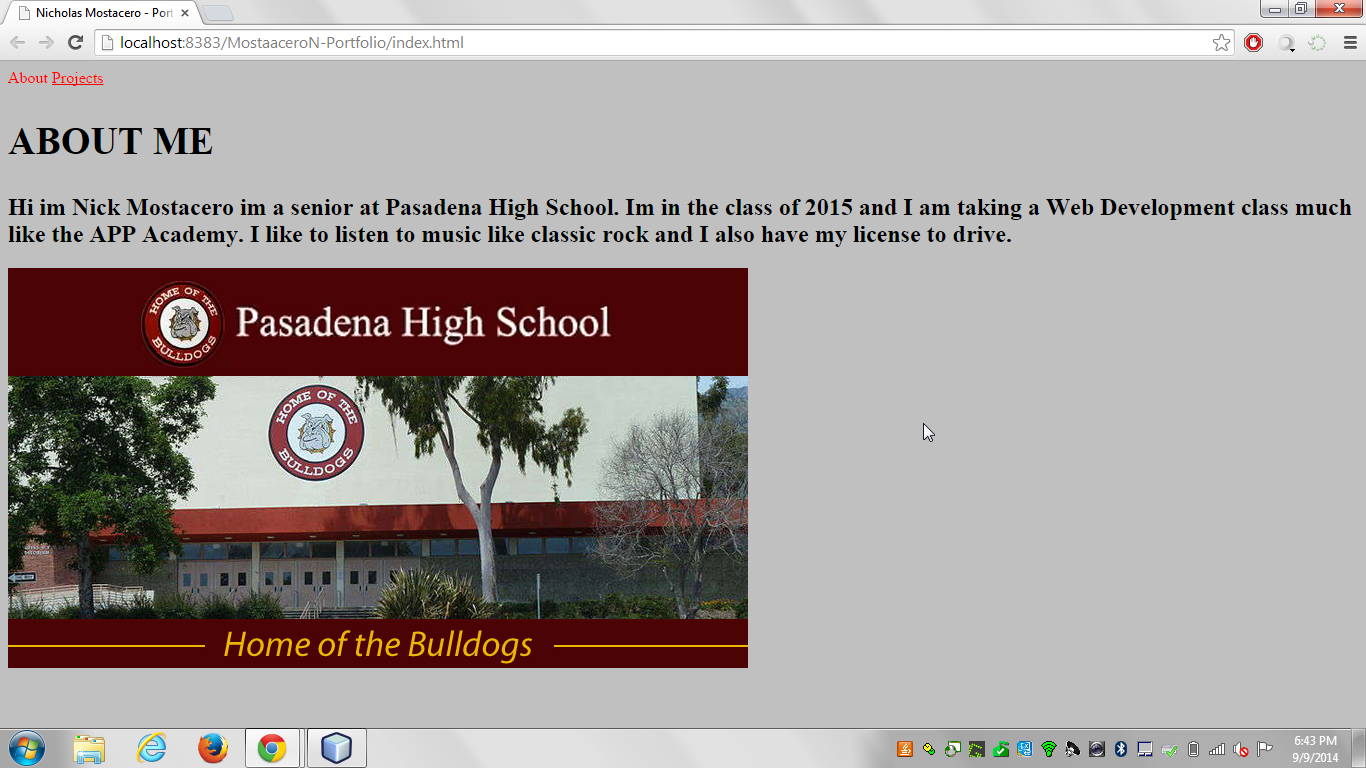 Nicholas Mostacero - Port
localhost:8383/MostaaceroN-Portfolio/index.html
About Projects
ABOUT ME
Hi im Nick Mostacero im a senior at Pasadena High School. Im in the class of 2015 and I am taking a Web Development class much
like the APP Academy. I like to listen to music like classic rock and I also have my license to drive.
HOME OF THE
BULLDOGS
Pasadena High School
HOME OF THE
BULLDOGS
Home of the Bulldogs
6:43 PM
9/9/2014